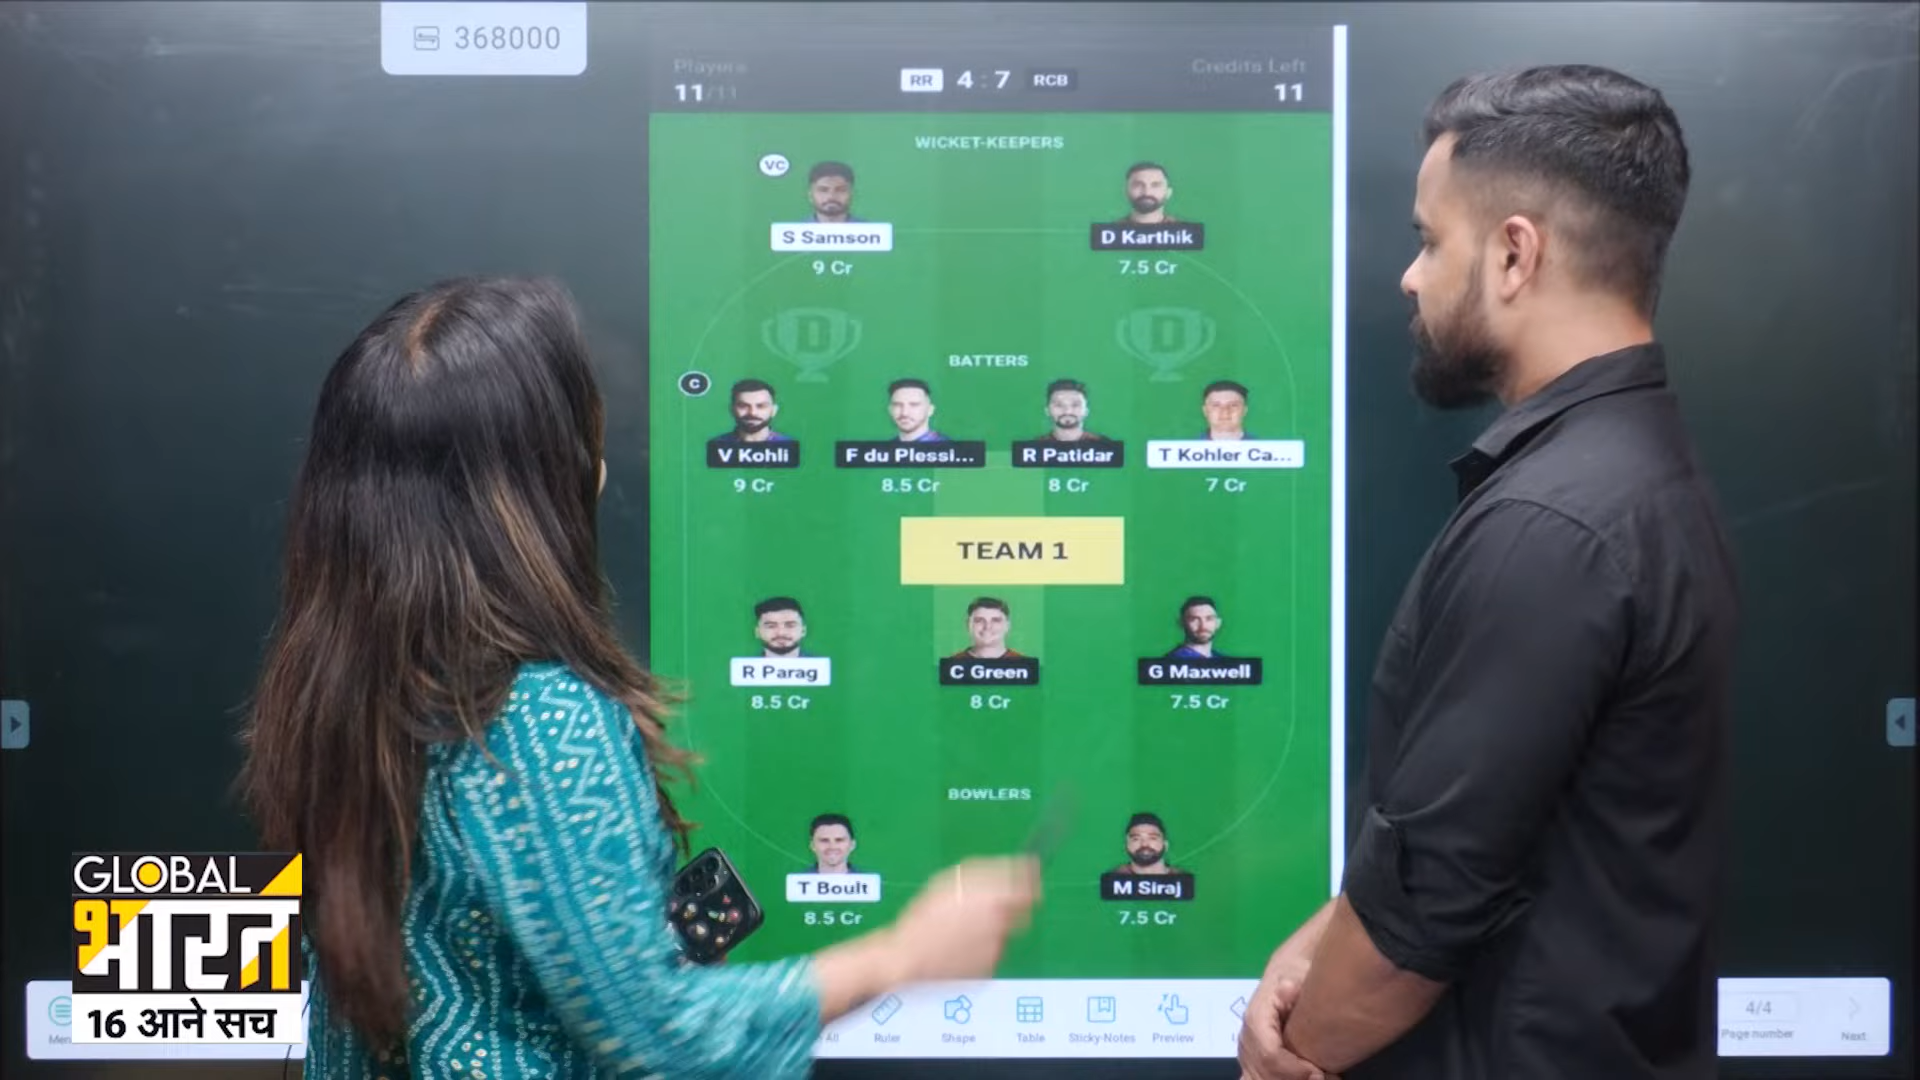 368000
Players
11/11
RR 4 : 7 RCB
Credits Left
11
WICKET-KEEPERS
VC
S Samson
9 Cr
D Karthik
7.5 Cr
BATTERS
C
V Kohli
9 Cr
F du Plessi...
8.5 Cr
R Patidar
8 Cr
T Kohler Ca...
7 Cr
TEAM 1
R Parag
8.5 Cr
C Green
8 Cr
G Maxwell
7.5 Cr
BOWLERS
T Boult
8.5 Cr
M Siraj
7.5 Cr
GLOBAL
भारत
16 आने सच
All
Ruler
Shape
Table
Sticky-Notes
Preview
4/4
Page number
Next